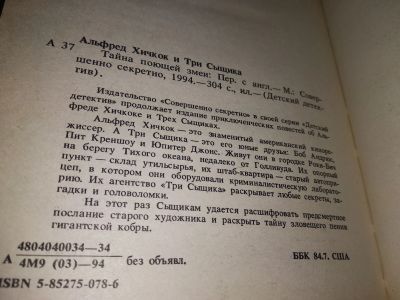 Альфред Хичкок и Три Сыщика
А 37
Тайна поющей змеи: Пер. с англ.— М.: Совер-
шенно секретно, 1994.—304 с., ил.— (Детский детек-
тив).
Издательство «Совершенно секретно» в своей серии «Детский
детектив» продолжает издание приключенческих повестей об Аль-
фреде Хичкоке и Трех Сыщиках.
Альфред Хичкок — это знаменитый американский киноре-
жиссер. А Три Сыщика — это его юные друзья: Боб Андрюс,
Пит Креншоу и Юпитер Джонс. Живут они в городе Роки-Бич
на берегу Тихого океана, недалеко от Голливуда. Их опорный
пункт — склад утильсырья, их штаб-квартира — старый автопри-
цеп, в котором они оборудовали криминалистическую лаборато-
рию. Их агентство «Три Сыщика» раскрывает любые секреты, за-
гадки и головоломки.
На этот раз Сыщикам удается расшифровать предсмертное
послание старого художника и раскрыть тайну зловещего пения
гигантской кобры.
А 4804040034—34 / 4М9 (03)—94 без объявл.
ББК 84.7. США
ISBN 5-85275-078-6